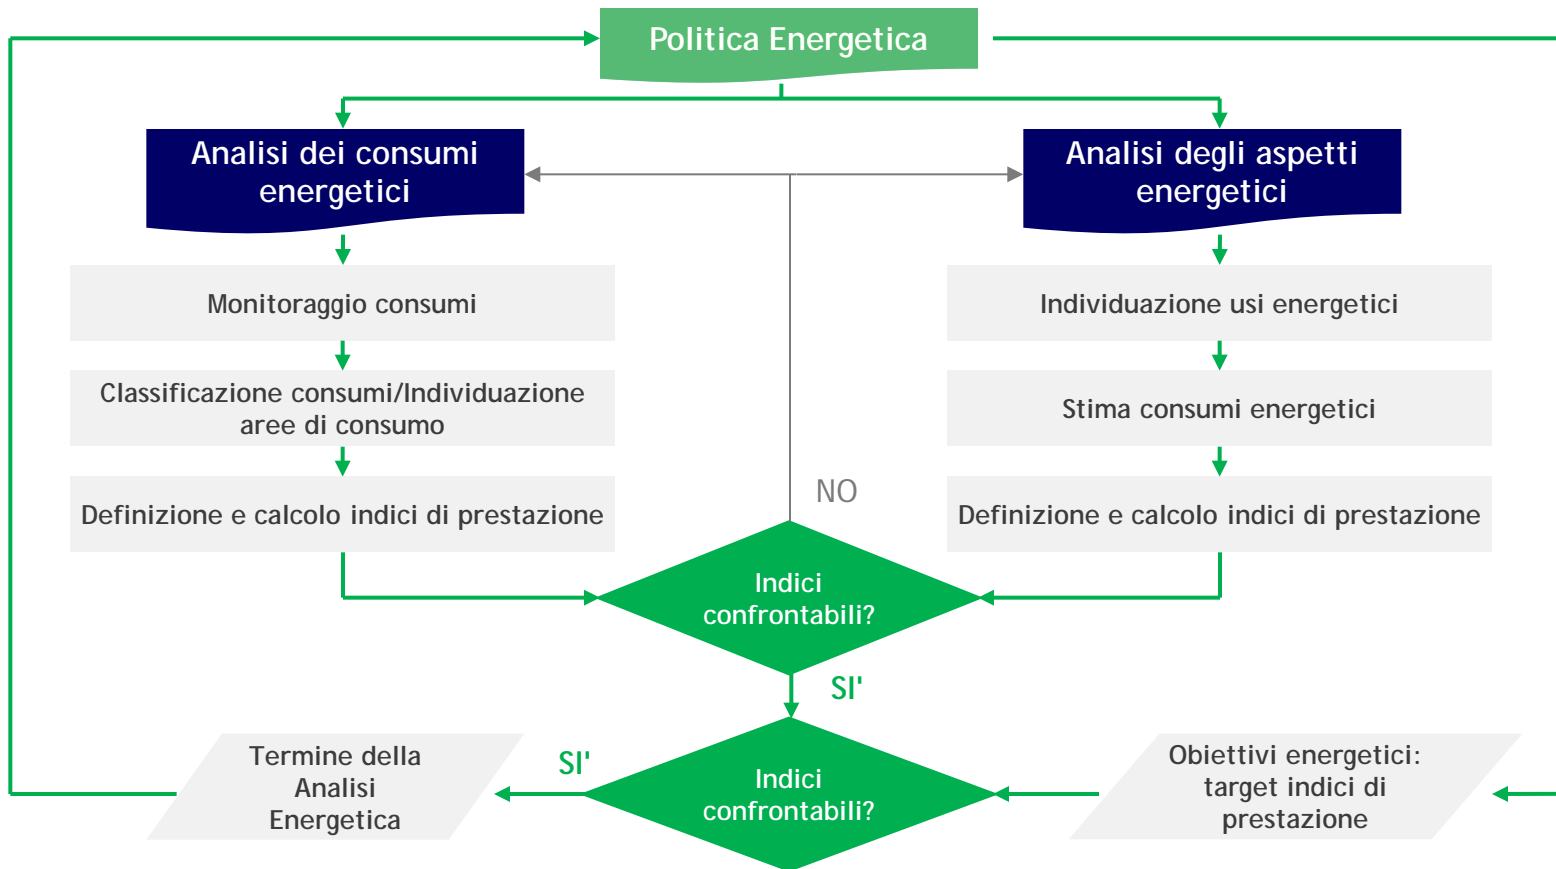 Politica Energetica
Analisi dei consumi
energetici
Analisi degli aspetti
energetici
Monitoraggio consumi
Individuazione usi energetici
Classificazione consumi/Individuazione
aree di consumo
Stima consumi energetici
NO
Definizione e calcolo indici di prestazione
Definizione e calcolo indici di prestazione
Indici
confrontabili?
SI'
Termine della
Analisi
Energetica
SI'
Indici
confrontabili?
Obiettivi energetici:
target indici di
prestazione